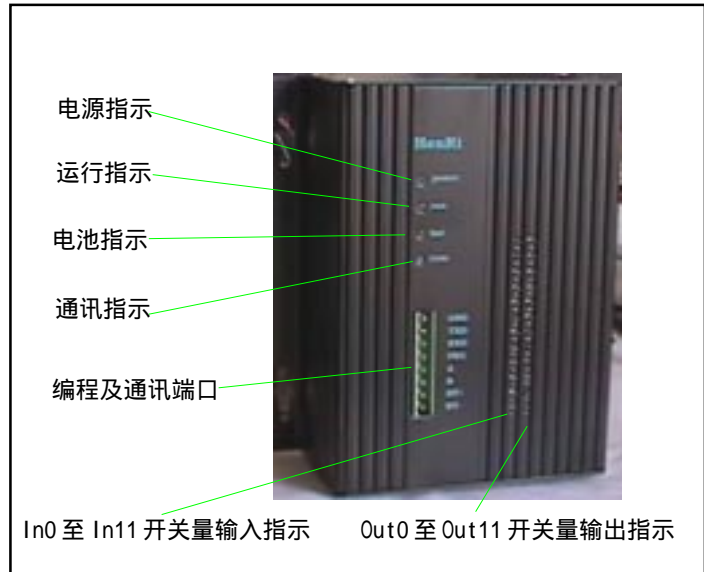 电源指示
HenRi
运行指示
电池指示
通讯指示
编程及通讯端口
In0 至 In11 开关量输入指示
Out0 至 Out11 开关量输出指示